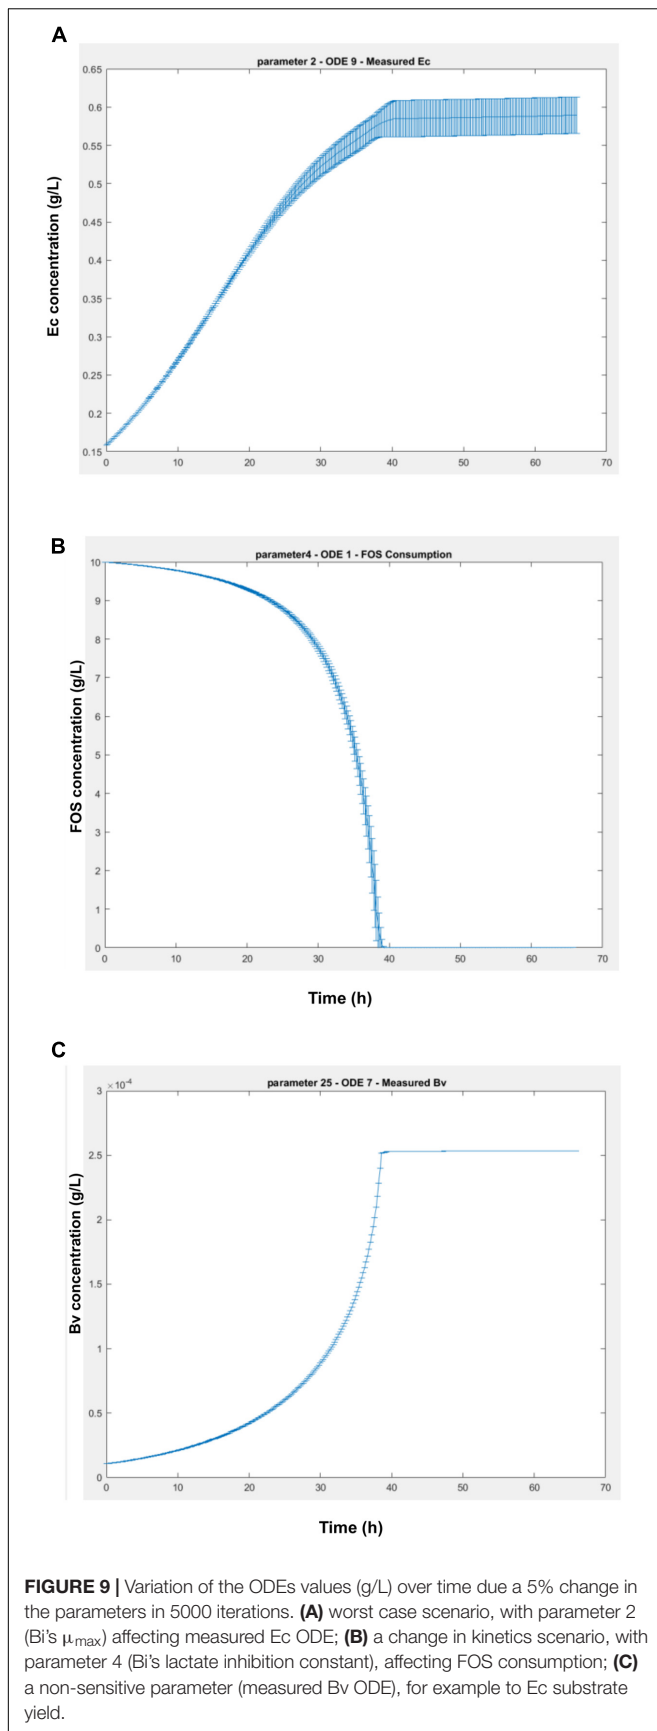 A
parameter 2 - ODE 9 - Measured Ec
0.65
0.6
0.55
0.5
0.45
0.4
0.35
0.3
0.25
0.2
0.15
Ec concentration (g/L)
0 10 20 30 40 50 60 70
B
parameter4 - ODE 1 - FOS Consumption
10
9
8
7
6
5
4
3
2
1
0
FOS concentration (g/L)
0 10 20 30 40 50 60 70
Time (h)
C
parameter 25 - ODE 7 - Measured Bv
×10⁻⁴
3
2.5
2
1.5
1
0.5
0
Bv concentration (g/L)
0 10 20 30 40 50 60 70
Time (h)
FIGURE 9 | Variation of the ODEs values (g/L) over time due a 5% change in
the parameters in 5000 iterations. (A) worst case scenario, with parameter 2
(Bi's μmax) affecting measured Ec ODE; (B) a change in kinetics scenario, with
parameter 4 (Bi's lactate inhibition constant), affecting FOS consumption; (C)
a non-sensitive parameter (measured Bv ODE), for example to Ec substrate
yield.